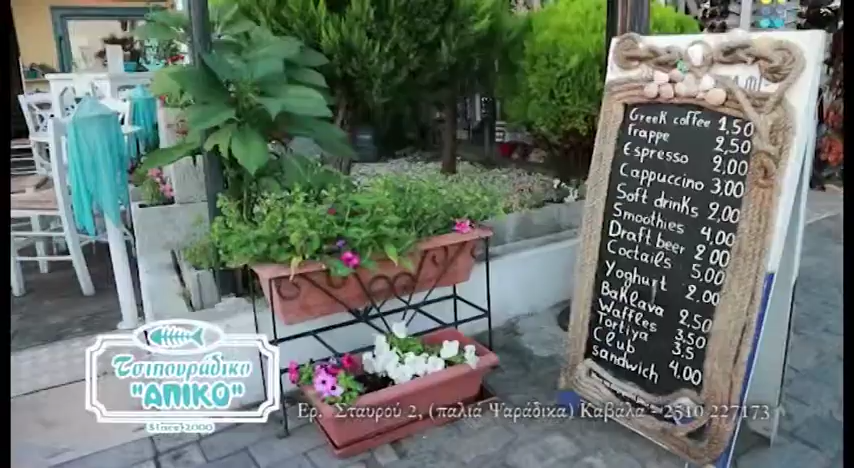 Greek coffee 1,50
Frappe 2,50
Espresso 2,00
Cappuccino 3,00
Soft drinks 2,00
Smoothies 4,00
Draft beer 2,00
Coctails 5,00
Yoghurt 2,00
Baklava 2,50
Waffles 3,50
Tortiya 3,50
Club
Sandwich 4,00
Τσιπουράδικο
"ΑΠΙΚΟ"
Since 2000
Ερ. Σταυρού 2, (παλιά Ψαράδικα) Καβάλα - 2510 227173